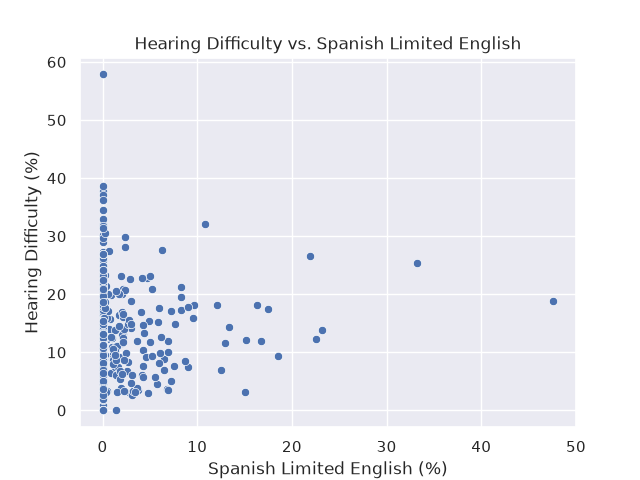 Hearing Difficulty vs. Spanish Limited English
60
50
40
30
20
10
0
Hearing Difficulty (%)
0 10 20 30 40 50
Spanish Limited English (%)